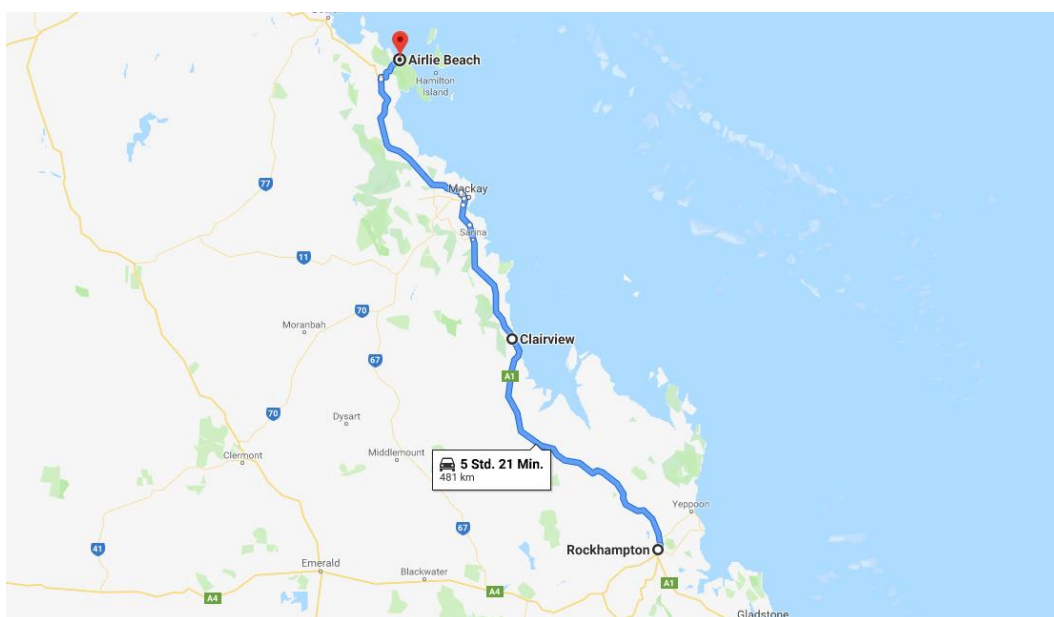 Airlie Beach
Hamilton
Island
77
Mackay
Sarina
11
70
Moranbah
Clairview
67
A1
70
Dysart
Clermont
Middlemount
5 Std. 21 Min.
481 km
Yeppoon
67
41
Rockhampton
Emerald
Blackwater
A1
A4
A4
Gladstone